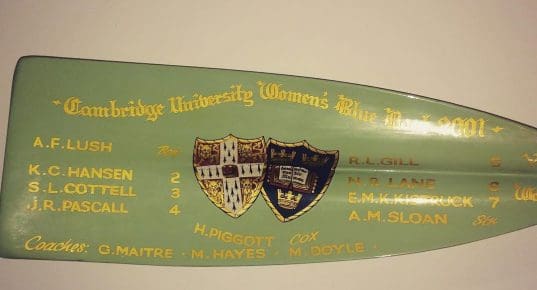 Cambridge University Women's Blue Boat 2001
A.F.LUSH Bow
K.C.HANSEN 2
S.L.COTTELL 3
J.R.PASCALL 4
R.L.GILL 5
N.S.LANE 6
E.M.K. 7
A.M.SLOAN Str.
H.PIGGOTT COX
Coaches: G.MAITRE · M.HAYES · M.DOYLE ·